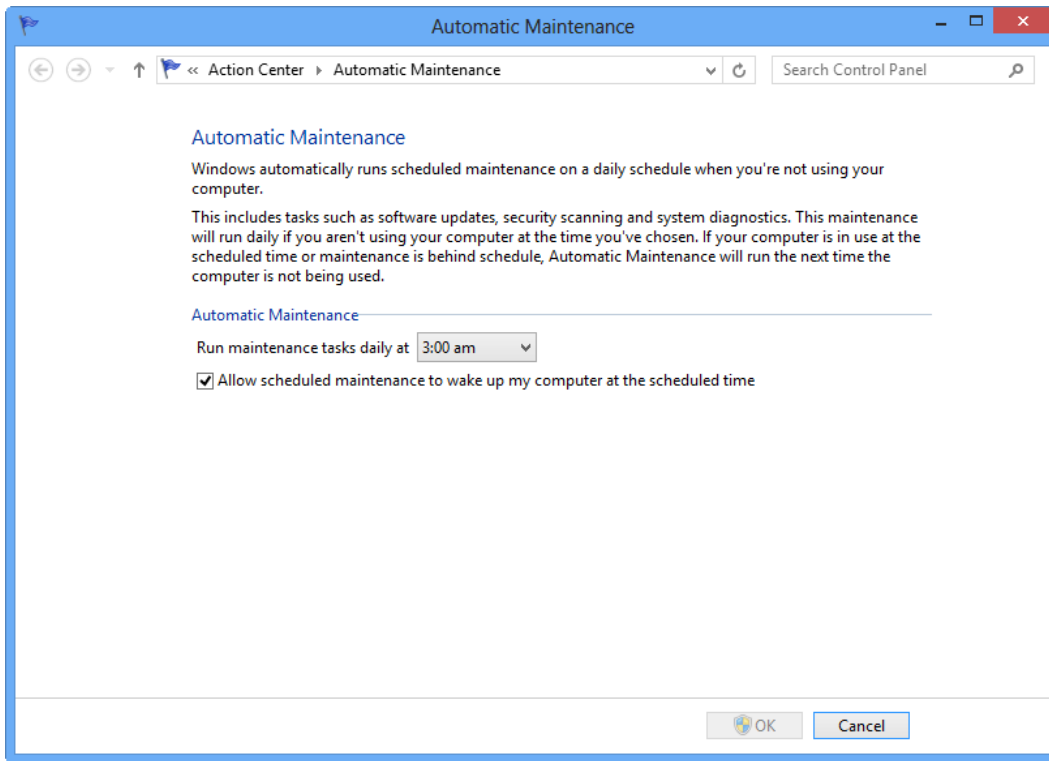 Automatic Maintenance
« Action Center ▸ Automatic Maintenance
Search Control Panel
Automatic Maintenance
Windows automatically runs scheduled maintenance on a daily schedule when you're not using your
computer.
This includes tasks such as software updates, security scanning and system diagnostics. This maintenance
will run daily if you aren't using your computer at the time you've chosen. If your computer is in use at the
scheduled time or maintenance is behind schedule, Automatic Maintenance will run the next time the
computer is not being used.
Automatic Maintenance
Run maintenance tasks daily at 3:00 am
Allow scheduled maintenance to wake up my computer at the scheduled time
OK Cancel